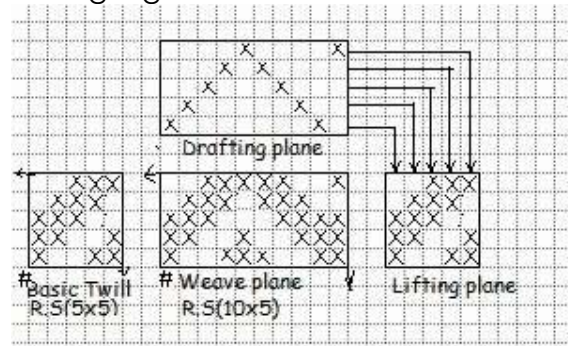 Drafting plane
# Basic Twill
R.S(5x5)
# Weave plane
R.S(10x5)
Lifting plane